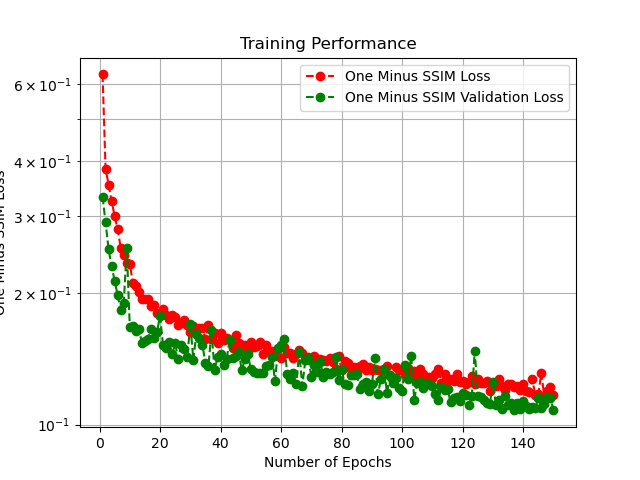 Training Performance
One Minus SSIM Loss
One Minus SSIM Validation Loss
6 × 10⁻¹
4 × 10⁻¹
3 × 10⁻¹
2 × 10⁻¹
10⁻¹
One Minus SSIM Loss
0 20 40 60 80 100 120 140
Number of Epochs